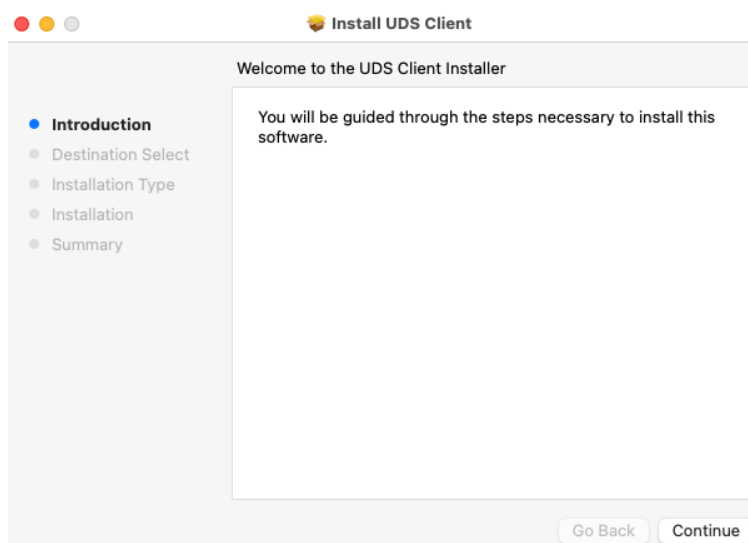 Install UDS Client
Welcome to the UDS Client Installer
Introduction
Destination Select
Installation Type
Installation
Summary
You will be guided through the steps necessary to install this
software.
Go Back
Continue